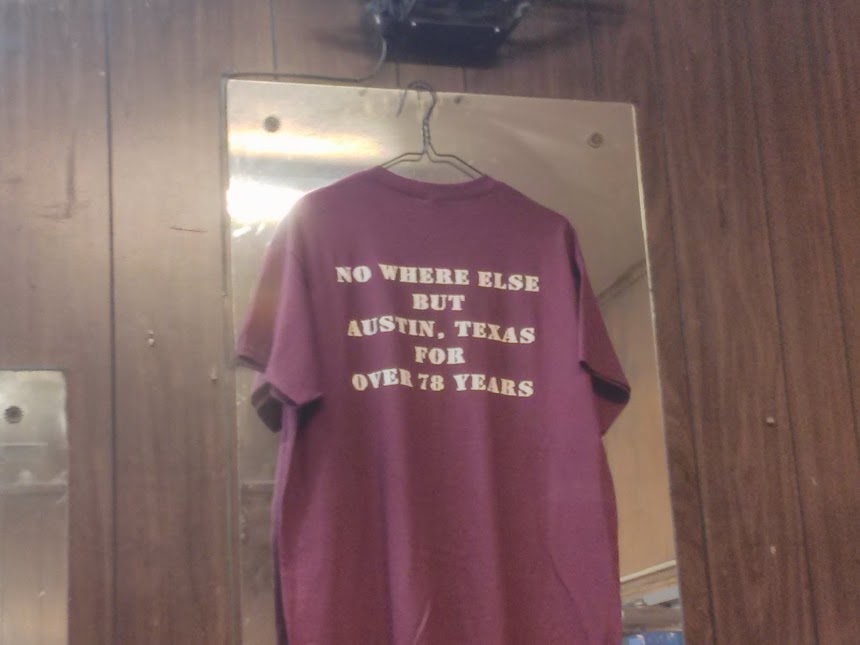 NO WHERE ELSE
BUT
AUSTIN, TEXAS
FOR
OVER 78 YEARS